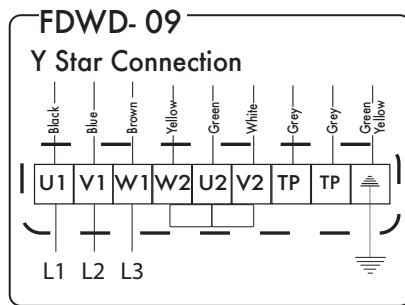 FDWD- 09
Y Star Connection
Black
Blue
Brown
Yellow
Green
White
Grey
Grey
Green
Yellow
U1 V1 W1 W2 U2 V2 TP TP
L1 L2 L3